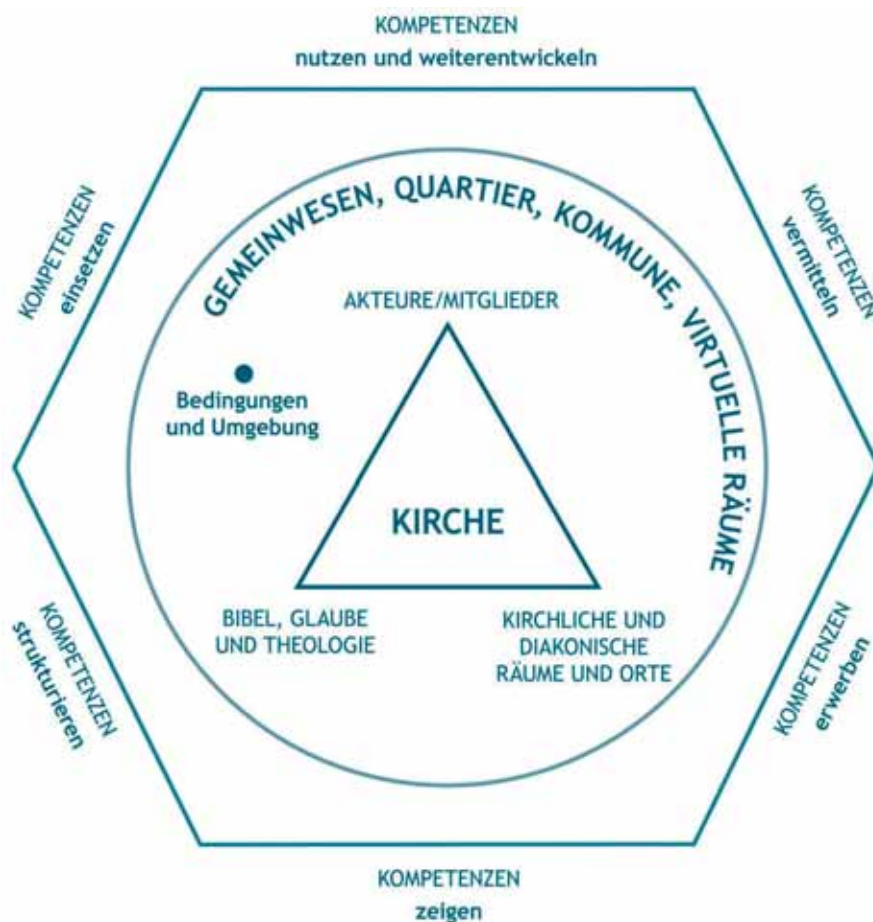 KOMPETENZEN
nutzen und weiterentwickeln
KOMPETENZEN
einsetzen
KOMPETENZEN
vermitteln
GEMEINWESEN, QUARTIER, KOMMUNE, VIRTUELLE RÄUME
AKTEURE/MITGLIEDER
Bedingungen
und Umgebung
KIRCHE
BIBEL, GLAUBE
UND THEOLOGIE
KIRCHLICHE UND
DIAKONISCHE
RÄUME UND ORTE
KOMPETENZEN
strukturieren
KOMPETENZEN
erwerben
KOMPETENZEN
zeigen